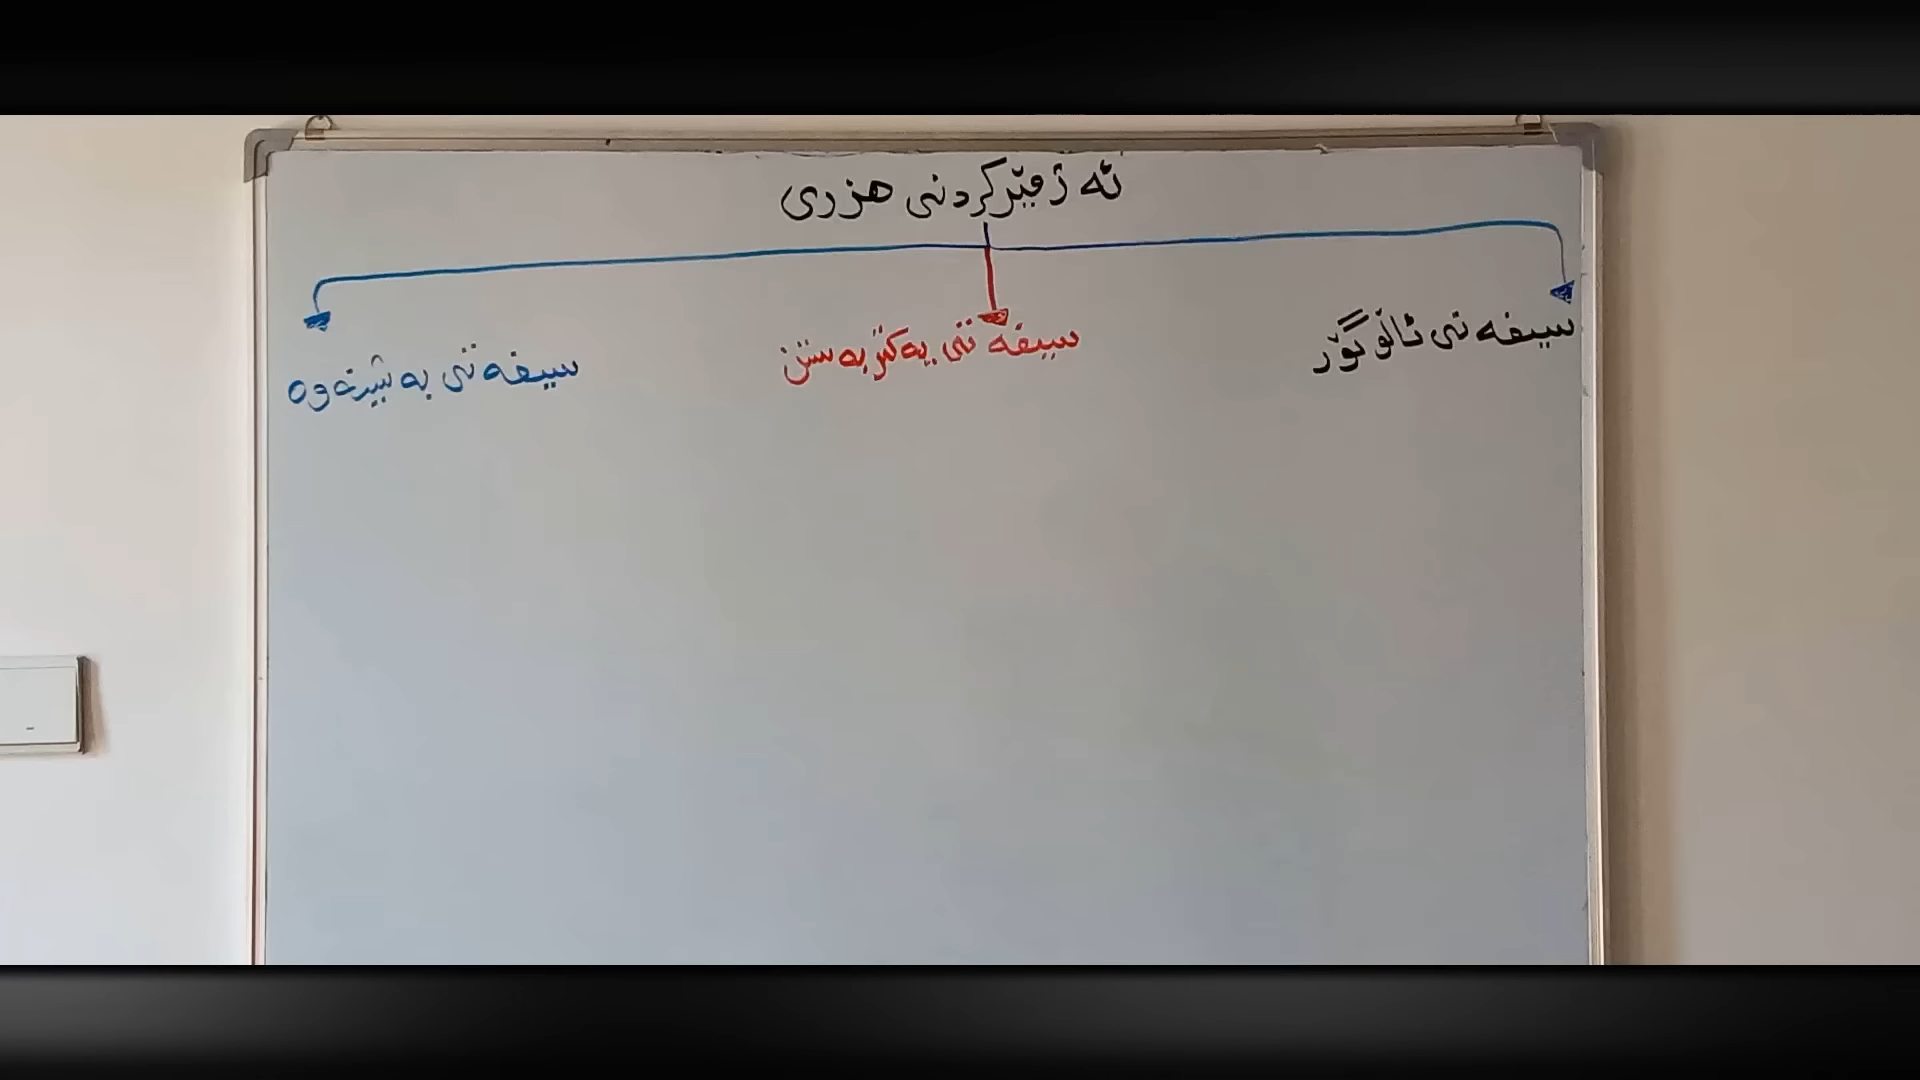 ئەژمێرکردنی هزری
سیفەتی ئاڵوگۆڕ
سیفەتی یەکتربەستن
سیفەتی بەشینەوە